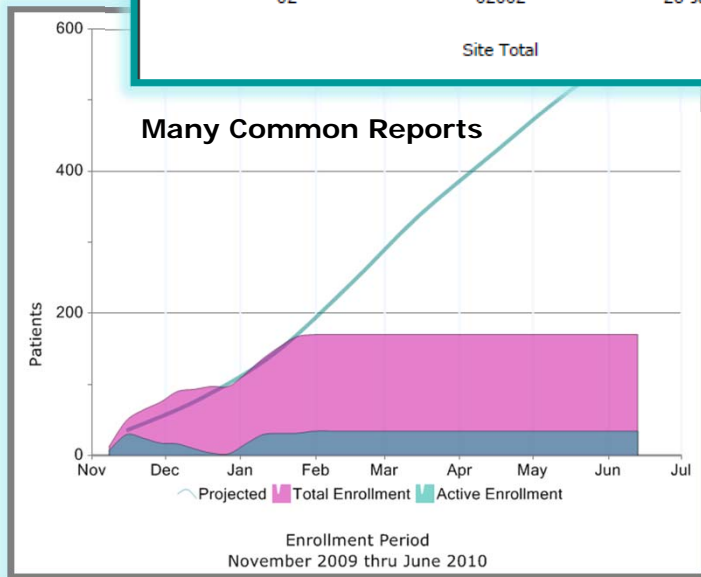 Site Total
Many Common Reports
600
400
200
0
Patients
Nov Dec Jan Feb Mar Apr May Jun Jul
Projected Total Enrollment Active Enrollment
Enrollment Period
November 2009 thru June 2010